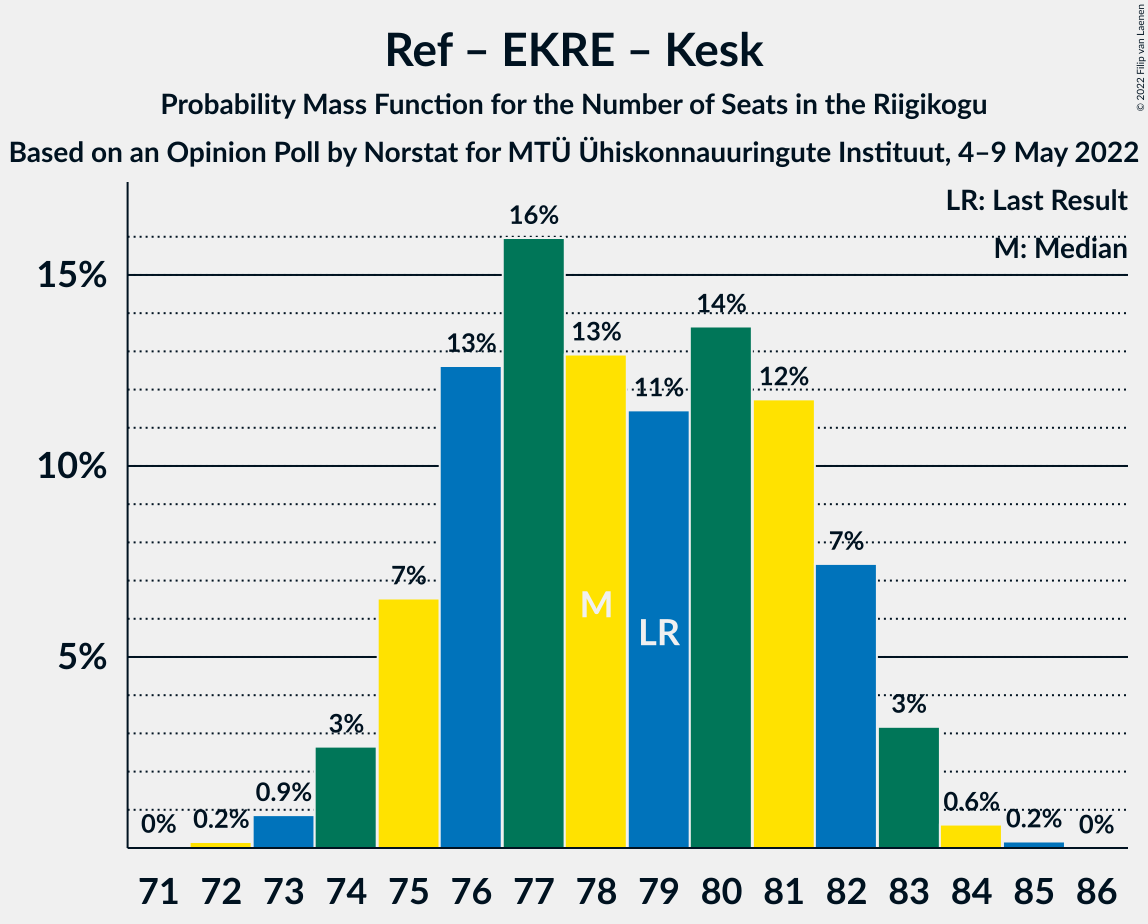 Ref – EKRE – Kesk
Probability Mass Function for the Number of Seats in the Riigikogu
Based on an Opinion Poll by Norstat for MTÜ Ühiskonnauuringute Instituut, 4–9 May 2022
© 2022 Filip van Laenen
LR: Last Result
M: Median
15%
10%
5%
0%
0.2%
0.9%
3%
7%
13%
16%
13%
11%
14%
12%
7%
3%
0.6%
0.2%
0%
M
LR
71 72 73 74 75 76 77 78 79 80 81 82 83 84 85 86